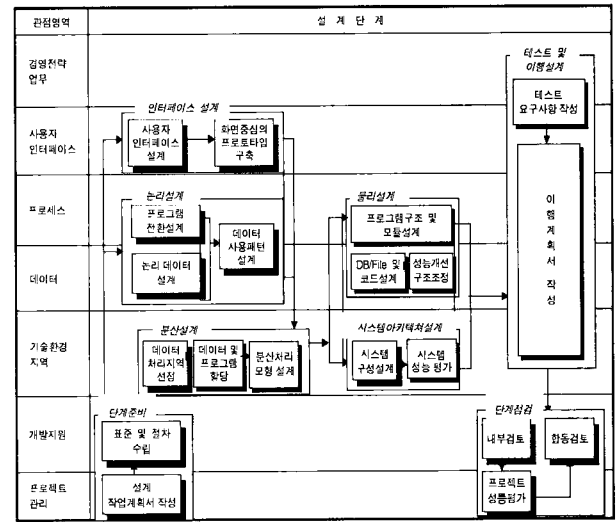 관점영역
설 계 단 계
경영전략
업무
테스트 및
이행설계
테스트
요구사항 작성
사용자
인터페이스
인터페이스 설계
사용자
인터페이스
설계
화면중심의
프로토타입
구축
이
행
계
획
서
작
성
프로세스
논리설계
프로그램
전환설계
데이터
사용패턴
설계
물리설계
프로그램구조 및
모듈설계
데이터
논리 데이터
설계
DB/File 및
코드설계
성능개선
구조조정
기술환경
지역
분산설계
데이터
처리지역
선정
데이터 및
프로그램
할당
분산처리
모형 설계
시스템아키텍쳐설계
시스템
구성설계
시스템
성능 평가
개발지원
단계준비
표준 및 절차
수립
단계점검
내부검토
합동검토
프로젝트
관리
설계
작업계획서 작성
프로젝트
성률평가